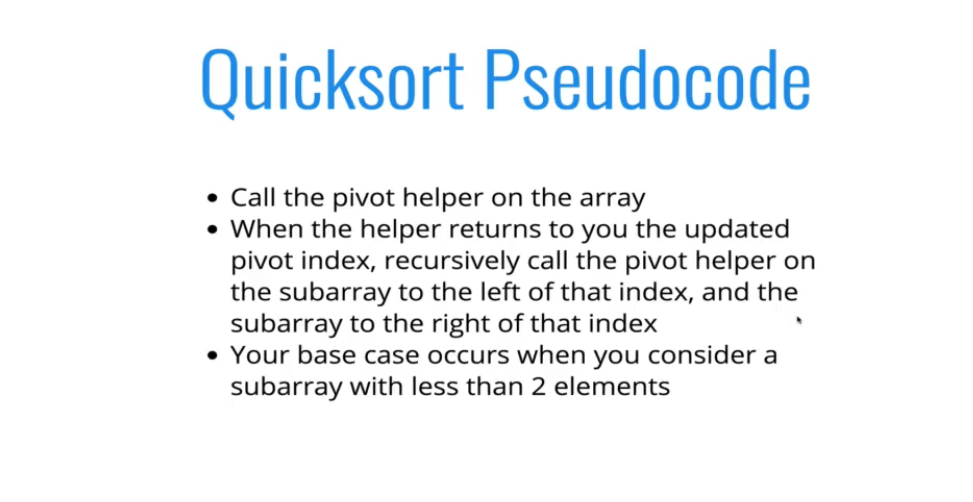 Quicksort Pseudocode
• Call the pivot helper on the array
• When the helper returns to you the updated
pivot index, recursively call the pivot helper on
the subarray to the left of that index, and the
subarray to the right of that index
• Your base case occurs when you consider a
subarray with less than 2 elements